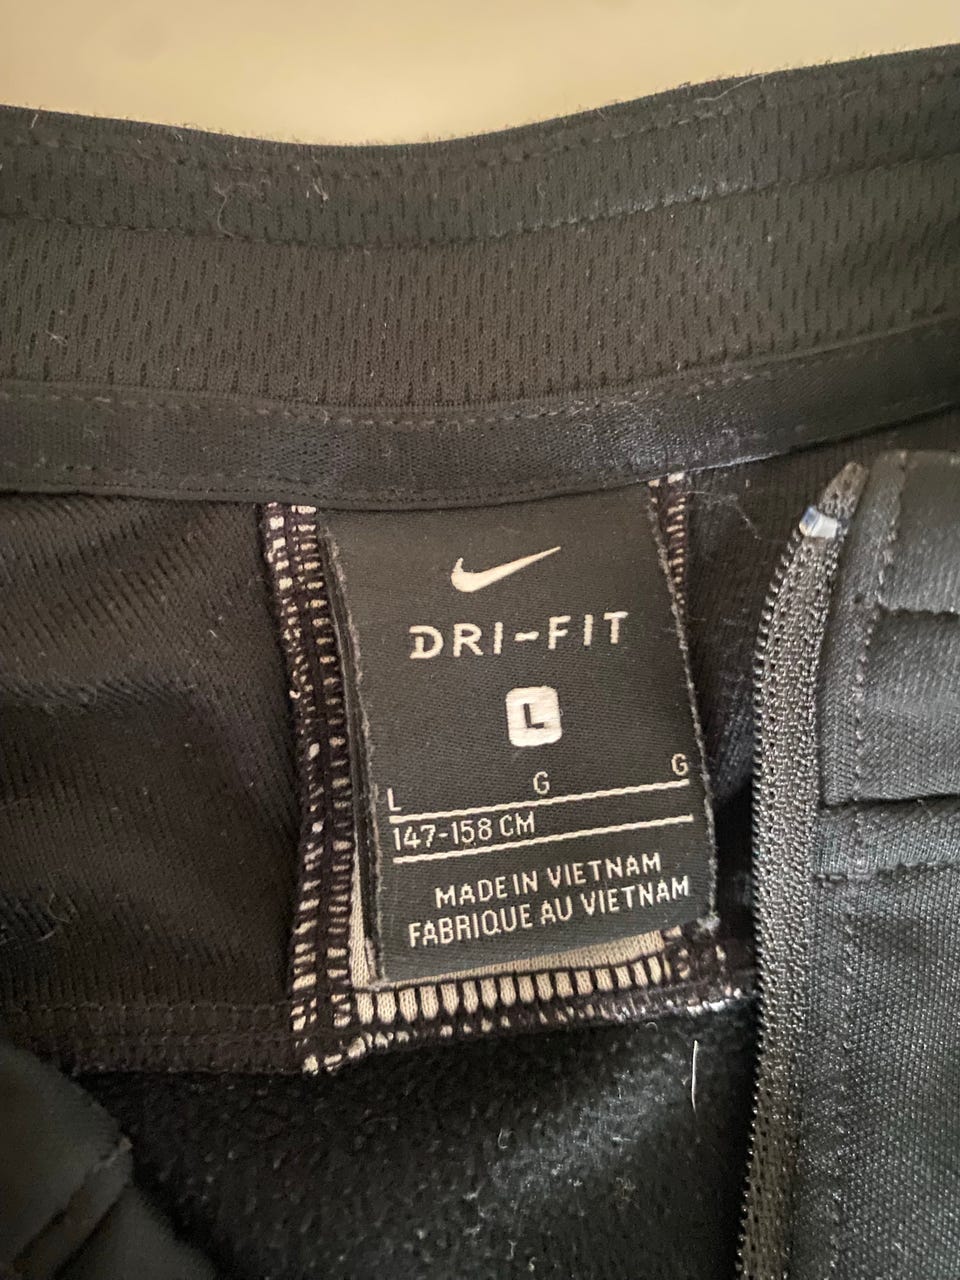 DRI-FIT
L
L G G
147-158 CM
MADE IN VIETNAM
FABRIQUE AU VIETNAM